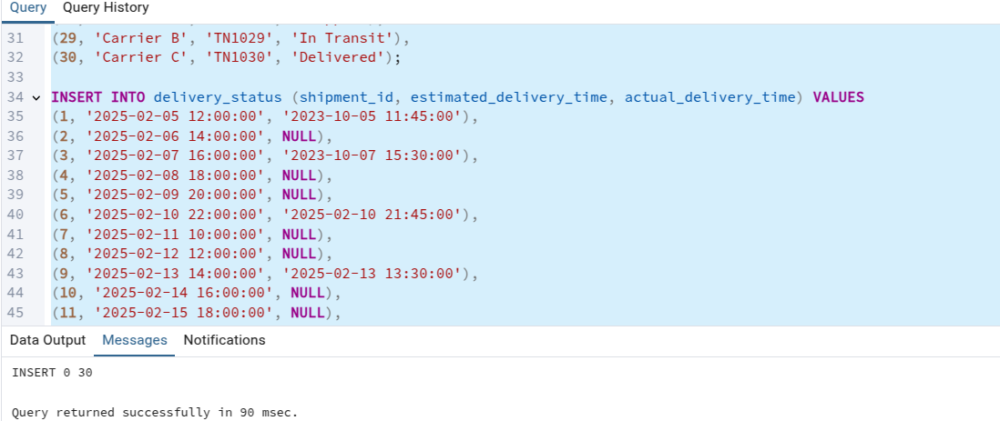 Query Query History
31 (29, 'Carrier B', 'TN1029', 'In Transit'),
32 (30, 'Carrier C', 'TN1030', 'Delivered');
33
34 INSERT INTO delivery_status (shipment_id, estimated_delivery_time, actual_delivery_time) VALUES
35 (1, '2025-02-05 12:00:00', '2023-10-05 11:45:00'),
36 (2, '2025-02-06 14:00:00', NULL),
37 (3, '2025-02-07 16:00:00', '2023-10-07 15:30:00'),
38 (4, '2025-02-08 18:00:00', NULL),
39 (5, '2025-02-09 20:00:00', NULL),
40 (6, '2025-02-10 22:00:00', '2025-02-10 21:45:00'),
41 (7, '2025-02-11 10:00:00', NULL),
42 (8, '2025-02-12 12:00:00', NULL),
43 (9, '2025-02-13 14:00:00', '2025-02-13 13:30:00'),
44 (10, '2025-02-14 16:00:00', NULL),
45 (11, '2025-02-15 18:00:00', NULL),
Data Output Messages Notifications
INSERT 0 30
Query returned successfully in 90 msec.